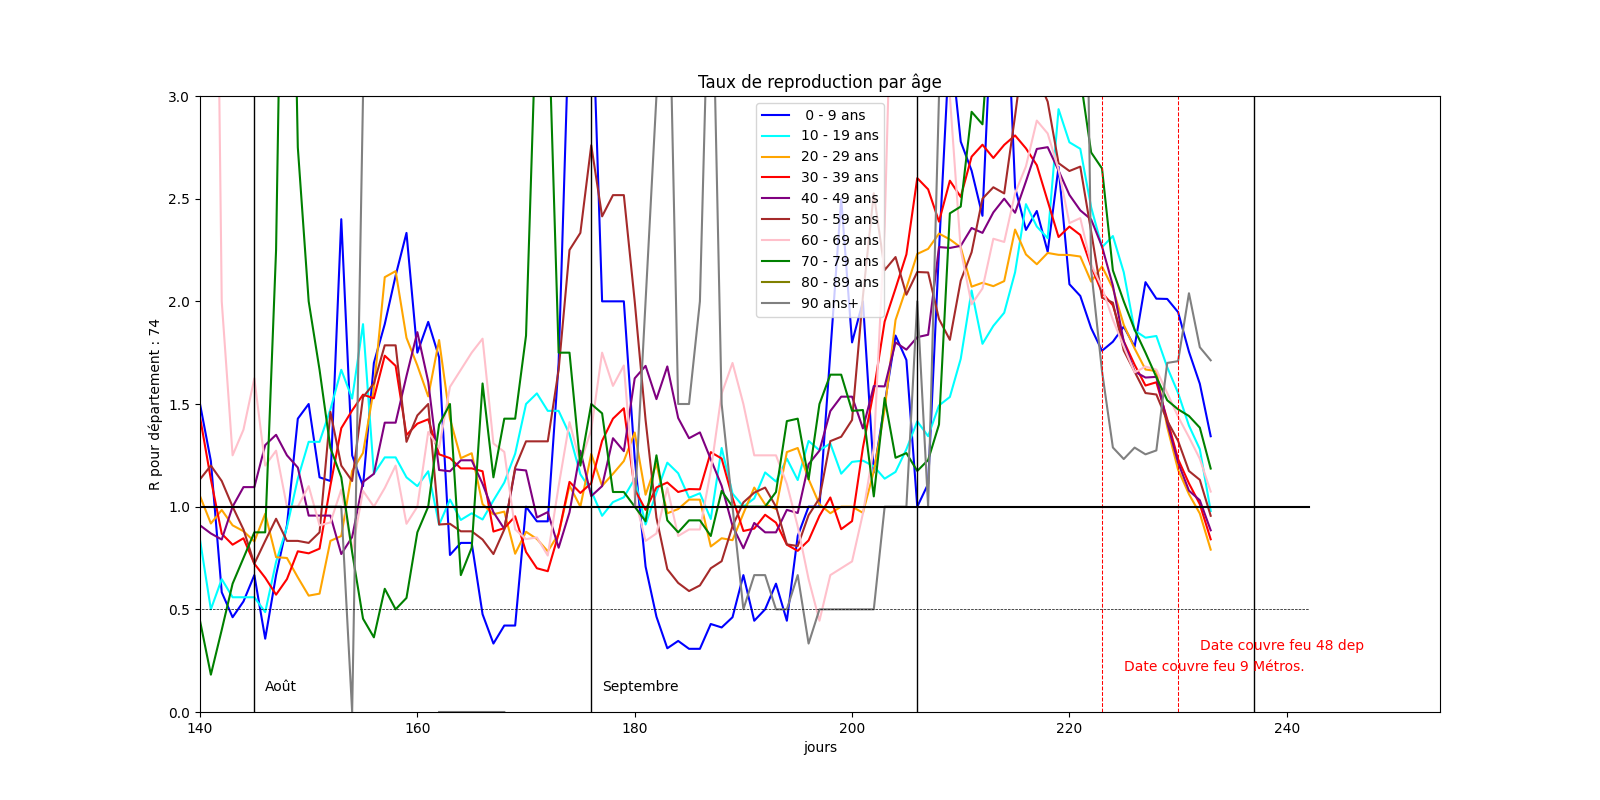 Taux de reproduction par âge
3.0
2.5
2.0
1.5
1.0
0.5
0.0
R pour département : 74
0 - 9 ans
10 - 19 ans
20 - 29 ans
30 - 39 ans
40 - 49 ans
50 - 59 ans
60 - 69 ans
70 - 79 ans
80 - 89 ans
90 ans+
Date couvre feu 48 dep
Date couvre feu 9 Métros.
Août
Septembre
140
160
180
200
220
240
jours